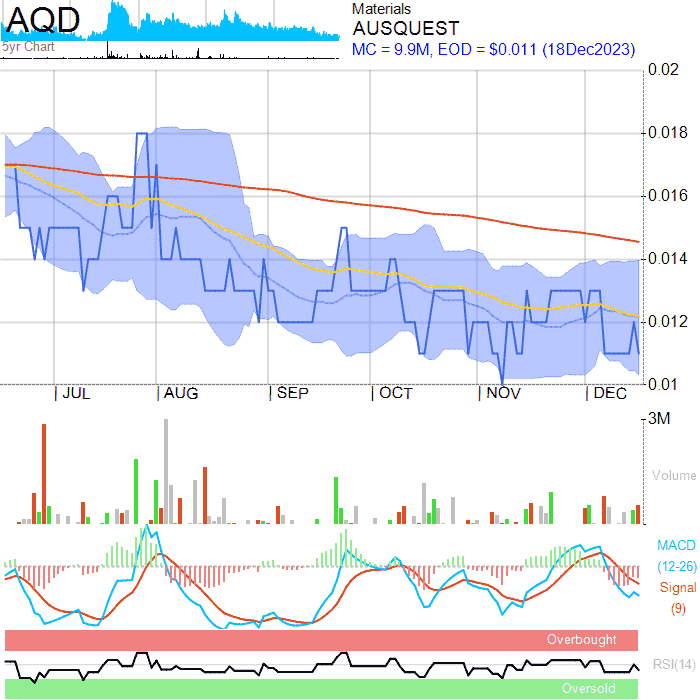 AQD
5yr Chart
Materials
AUSQUEST
MC = 9.9M, EOD = $0.011 (18Dec2023)
0.02
0.018
0.016
0.014
0.012
0.01
JUL AUG SEP OCT NOV DEC
3M
Volume
MACD
(12-26)
Signal
(9)
Overbought
RSI(14)
Oversold